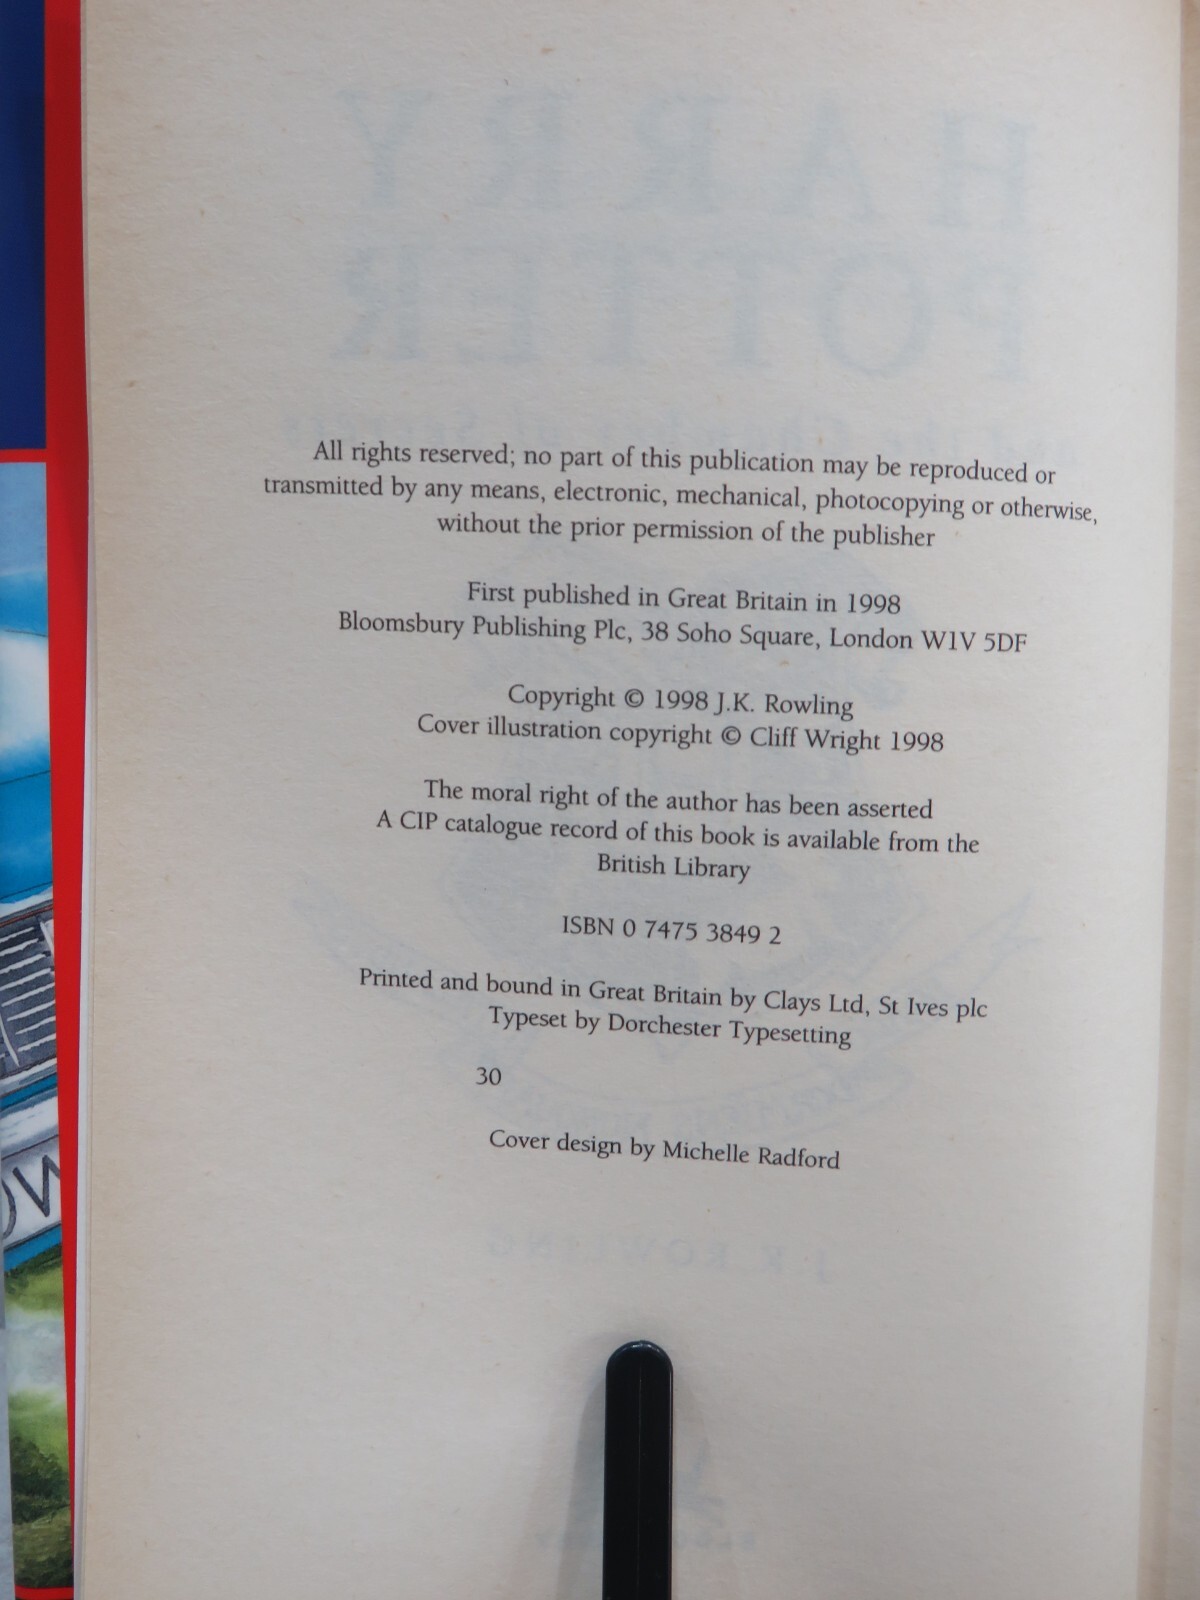 All rights reserved; no part of this publication may be reproduced or
transmitted by any means, electronic, mechanical, photocopying or otherwise,
without the prior permission of the publisher
First published in Great Britain in 1998
Bloomsbury Publishing Plc, 38 Soho Square, London W1V 5DF
Copyright © 1998 J.K. Rowling
Cover illustration copyright © Cliff Wright 1998
The moral right of the author has been asserted
A CIP catalogue record of this book is available from the
British Library
ISBN 0 7475 3849 2
Printed and bound in Great Britain by Clays Ltd, St Ives plc
Typeset by Dorchester Typesetting
30
Cover design by Michelle Radford
HARRY
POTTER
J K ROWLING